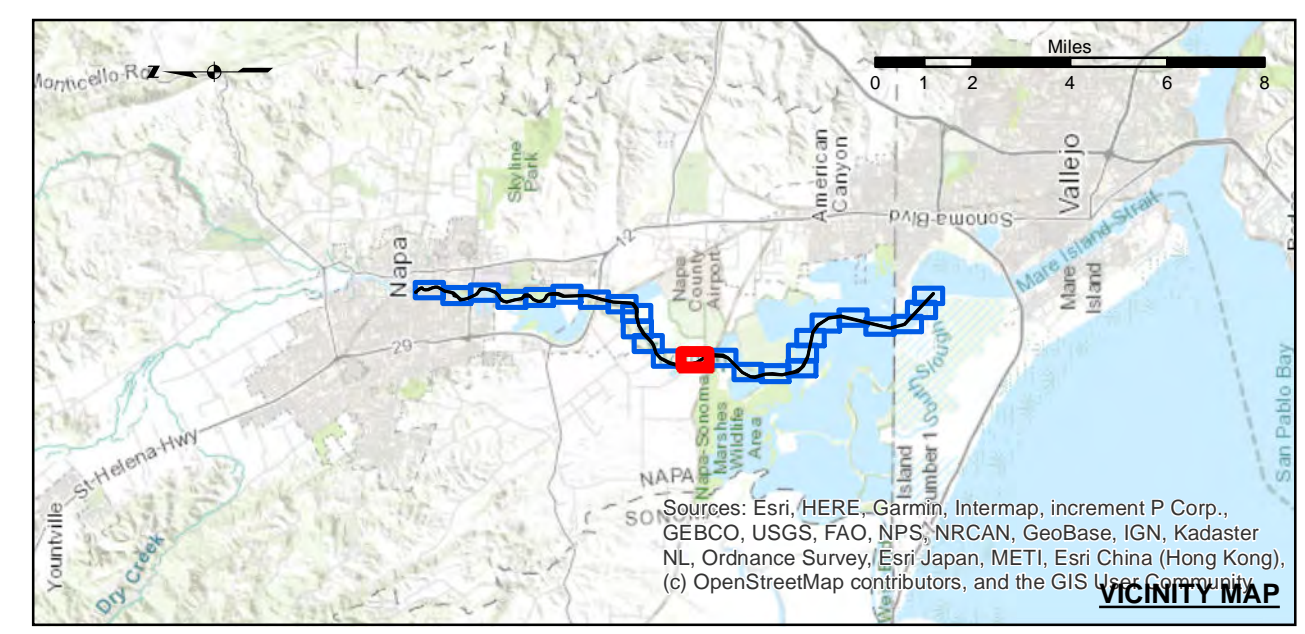 Monticello-Rd
Z
Miles
0 1 2 4 6 8
Skyline
Park
American
Canyon
Vallejo
Sonoma Blvd
12
Mare Island Strait
Napa
Napa
County
Airport
Mare
Island
29
South Slough
Napa-Sonoma
Marshes
Wildlife
Area
San Pablo Bay
St-Helena-Hwy
Yountville
Dry Creek
NAPA
Island
Number 1
Sources: Esri, HERE, Garmin, Intermap, increment P Corp.,
GEBCO, USGS, FAO, NPS, NRCAN, GeoBase, IGN, Kadaster
NL, Ordnance Survey, Esri Japan, METI, Esri China (Hong Kong),
(c) OpenStreetMap contributors, and the GIS User Community
VICINITY MAP